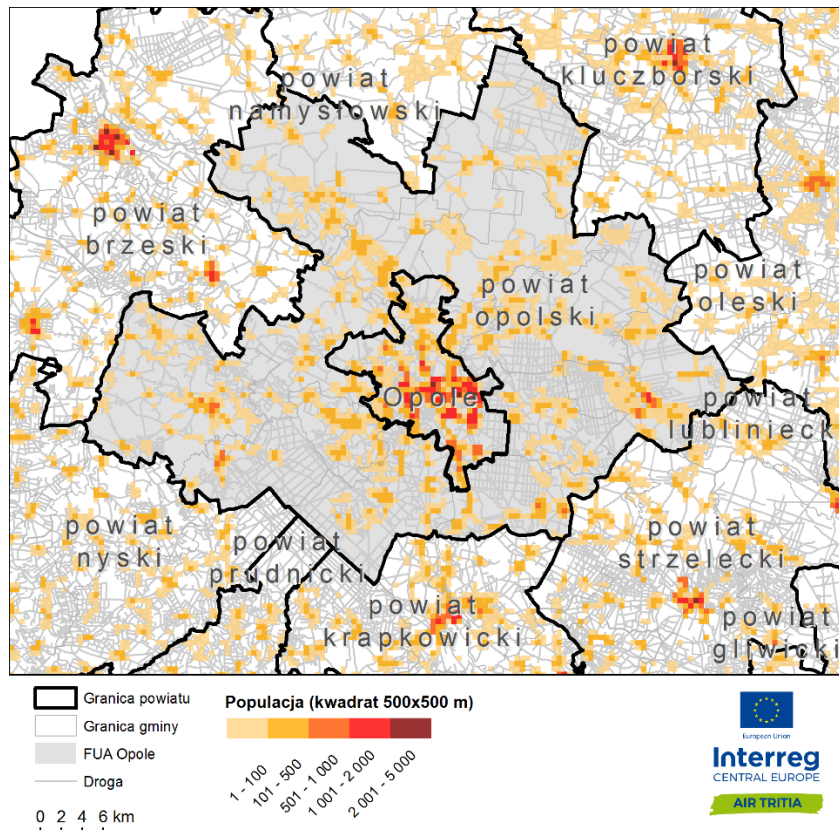 powiat
kluczborski
powiat
namysłowski
powiat
brzeski
powiat
oleski
powiat
opolski
Opole
powiat
lublinieck
powiat
nyski
powiat
prudnicki
powiat
strzelecki
powiat
krapkowicki
powiat
gliwicki
Granica powiatu
Granica gminy
FUA Opole
Droga
0 2 4 6 km
Populacja (kwadrat 500x500 m)
1 - 100
101 - 500
501 - 1 000
1 001 - 2 000
2 001 - 5 000
European Union
Interreg
CENTRAL EUROPE
AIR TRITIA